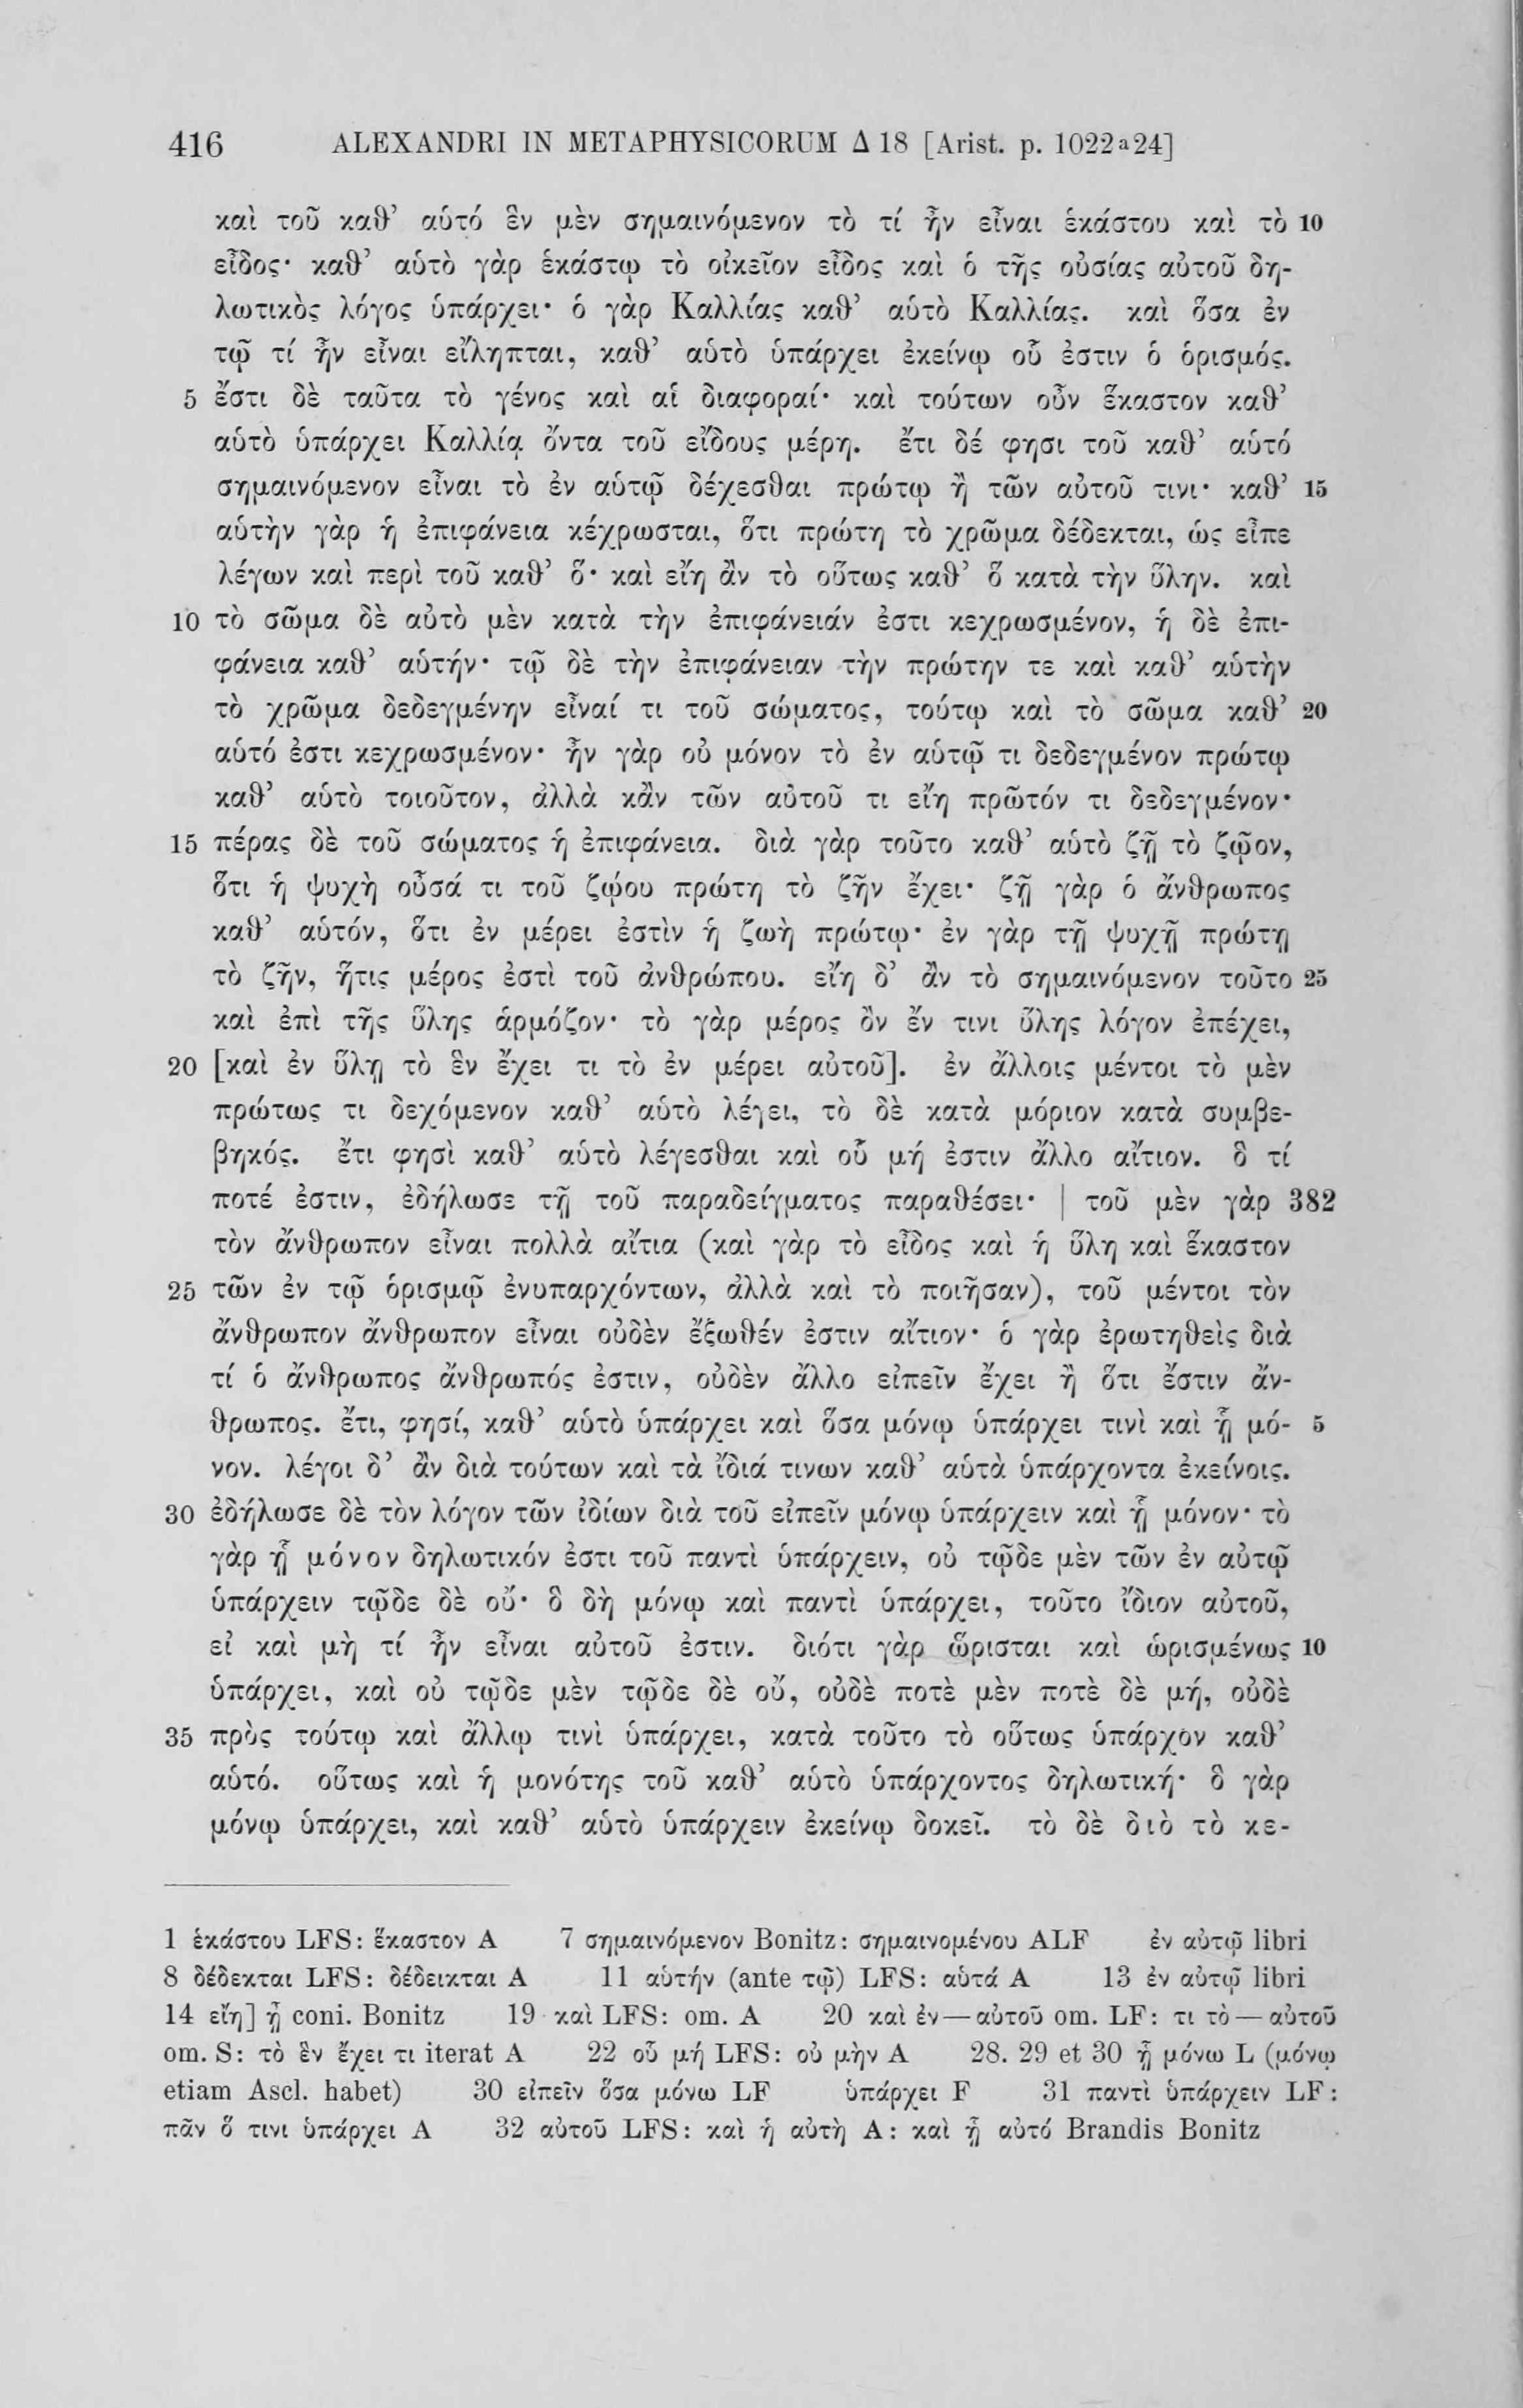 416 ALEXANDRI IN METAPHYSICORUM Δ 18 [Arist. p. 1022ᵃ24]
καὶ τοῦ καθ’ αὑτό ἓν μὲν σημαινόμενον τὸ τί ἦν εἶναι ἑκάστου καὶ τὸ 10
εἶδος· καθ’ αὑτὸ γὰρ ἑκάστῳ τὸ οἰκεῖον εἶδος καὶ ὁ τῆς οὐσίας αὐτοῦ δη-
λωτικὸς λόγος ὑπάρχει· ὁ γὰρ Καλλίας καθ’ αὑτὸ Καλλίας. καὶ ὅσα ἐν
τῷ τί ἦν εἶναι εἴληπται, καθ’ αὑτὸ ὑπάρχει ἐκείνῳ οὗ ἐστιν ὁ ὁρισμός.
5 ἔστι δὲ ταῦτα τὸ γένος καὶ αἱ διαφοραί· καὶ τούτων οὖν ἕκαστον καθ’
αὑτὸ ὑπάρχει Καλλίᾳ ὄντα τοῦ εἴδους μέρη. ἔτι δέ φησι τοῦ καθ’ αὑτό
σημαινόμενον εἶναι τὸ ἐν αὑτῷ δέχεσθαι πρώτῳ ἢ τῶν αὐτοῦ τινι· καθ’ 15
αὑτὴν γὰρ ἡ ἐπιφάνεια κέχρωσται, ὅτι πρώτη τὸ χρῶμα δέδεκται, ὡς εἶπε
λέγων καὶ περὶ τοῦ καθ’ ὅ· καὶ εἴη ἂν τὸ οὕτως καθ’ ὃ κατὰ τὴν ὕλην. καὶ
10 τὸ σῶμα δὲ αὐτὸ μὲν κατὰ τὴν ἐπιφάνειάν ἐστι κεχρωσμένον, ἡ δὲ ἐπι-
φάνεια καθ’ αὑτήν· τῷ δὲ τὴν ἐπιφάνειαν τὴν πρώτην τε καὶ καθ’ αὑτὴν
τὸ χρῶμα δεδεγμένην εἶναί τι τοῦ σώματος, τούτῳ καὶ τὸ σῶμα καθ’ 20
αὑτό ἐστι κεχρωσμένον· ἦν γὰρ οὐ μόνον τὸ ἐν αὑτῷ τι δεδεγμένον πρώτῳ
καθ’ αὑτὸ τοιοῦτον, ἀλλὰ κἂν τῶν αὐτοῦ τι εἴη πρῶτόν τι δεδεγμένον·
15 πέρας δὲ τοῦ σώματος ἡ ἐπιφάνεια. διὰ γὰρ τοῦτο καθ’ αὑτὸ ζῇ τὸ ζῷον,
ὅτι ἡ ψυχὴ οὖσά τι τοῦ ζῴου πρώτη τὸ ζῆν ἔχει· ζῇ γὰρ ὁ ἄνθρωπος
καθ’ αὑτόν, ὅτι ἐν μέρει ἐστὶν ἡ ζωὴ πρώτῳ· ἐν γὰρ τῇ ψυχῇ πρώτῃ
τὸ ζῆν, ἥτις μέρος ἐστὶ τοῦ ἀνθρώπου. εἴη δ’ ἂν τὸ σημαινόμενον τοῦτο 25
καὶ ἐπὶ τῆς ὕλης ἁρμόζον· τὸ γὰρ μέρος ὂν ἔν τινι ὕλης λόγον ἐπέχει,
20 [καὶ ἐν ὕλῃ τὸ ἓν ἔχει τι τὸ ἐν μέρει αὐτοῦ]. ἐν ἄλλοις μέντοι τὸ μὲν
πρώτως τι δεχόμενον καθ’ αὑτὸ λέγει, τὸ δὲ κατὰ μόριον κατὰ συμβε-
βηκός. ἔτι φησὶ καθ’ αὑτὸ λέγεσθαι καὶ οὗ μή ἐστιν ἄλλο αἴτιον. ὃ τί
ποτέ ἐστιν, ἐδήλωσε τῇ τοῦ παραδείγματος παραθέσει· | τοῦ μὲν γὰρ 382
τὸν ἄνθρωπον εἶναι πολλὰ αἴτια (καὶ γὰρ τὸ εἶδος καὶ ἡ ὕλη καὶ ἕκαστον
25 τῶν ἐν τῷ ὁρισμῷ ἐνυπαρχόντων, ἀλλὰ καὶ τὸ ποιῆσαν), τοῦ μέντοι τὸν
ἄνθρωπον ἄνθρωπον εἶναι οὐδὲν ἔξωθέν ἐστιν αἴτιον· ὁ γὰρ ἐρωτηθεὶς διὰ
τί ὁ ἄνθρωπος ἄνθρωπός ἐστιν, οὐδὲν ἄλλο εἰπεῖν ἔχει ἢ ὅτι ἔστιν ἄν-
θρωπος. ἔτι, φησί, καθ’ αὑτὸ ὑπάρχει καὶ ὅσα μόνῳ ὑπάρχει τινὶ καὶ ᾗ μό- 5
νον. λέγοι δ’ ἂν διὰ τούτων καὶ τὰ ἴδιά τινων καθ’ αὑτὰ ὑπάρχοντα ἐκείνοις.
30 ἐδήλωσε δὲ τὸν λόγον τῶν ἰδίων διὰ τοῦ εἰπεῖν μόνῳ ὑπάρχειν καὶ ᾗ μόνον· τὸ
γὰρ ᾗ μόνον δηλωτικόν ἐστι τοῦ παντὶ ὑπάρχειν, οὐ τῷδε μὲν τῶν ἐν αὐτῷ
ὑπάρχειν τῷδε δὲ οὔ· ὃ δὴ μόνῳ καὶ παντὶ ὑπάρχει, τοῦτο ἴδιον αὐτοῦ,
εἰ καὶ μὴ τί ἦν εἶναι αὐτοῦ ἐστιν. διότι γὰρ ὥρισται καὶ ὡρισμένως 10
ὑπάρχει, καὶ οὐ τῷδε μὲν τῷδε δὲ οὔ, οὐδὲ ποτὲ μὲν ποτὲ δὲ μή, οὐδὲ
35 πρὸς τούτῳ καὶ ἄλλῳ τινὶ ὑπάρχει, κατὰ τοῦτο τὸ οὕτως ὑπάρχον καθ’
αὑτό. οὕτως καὶ ἡ μονότης τοῦ καθ’ αὑτὸ ὑπάρχοντος δηλωτική· ὃ γὰρ
μόνῳ ὑπάρχει, καὶ καθ’ αὑτὸ ὑπάρχειν ἐκείνῳ δοκεῖ. τὸ δὲ διὸ τὸ κε-
1 ἑκάστου LFS: ἕκαστον A 7 σημαινόμενον Bonitz: σημαινομένου ALF ἐν αὐτῷ libri
8 δέδεκται LFS: δέδεικται A 11 αὑτήν (ante τῷ) LFS: αὑτά A 13 ἐν αὐτῷ libri
14 εἴη] ᾖ coni. Bonitz 19 καὶ LFS: om. A 20 καὶ ἐν — αὐτοῦ om. LF: τι τὸ — αὐτοῦ
om. S: τὸ ἓν ἔχει τι iterat A 22 οὗ μή LFS: οὐ μὴν A 28. 29 et 30 ᾗ μόνω L (μόνῳ
etiam Ascl. habet) 30 εἰπεῖν ὅσα μόνω LF ὑπάρχει F 31 παντὶ ὑπάρχειν LF:
πᾶν ὅ τινι ὑπάρχει A 32 αὐτοῦ LFS: καὶ ἡ αὐτὴ A: καὶ ᾗ αὐτό Brandis Bonitz